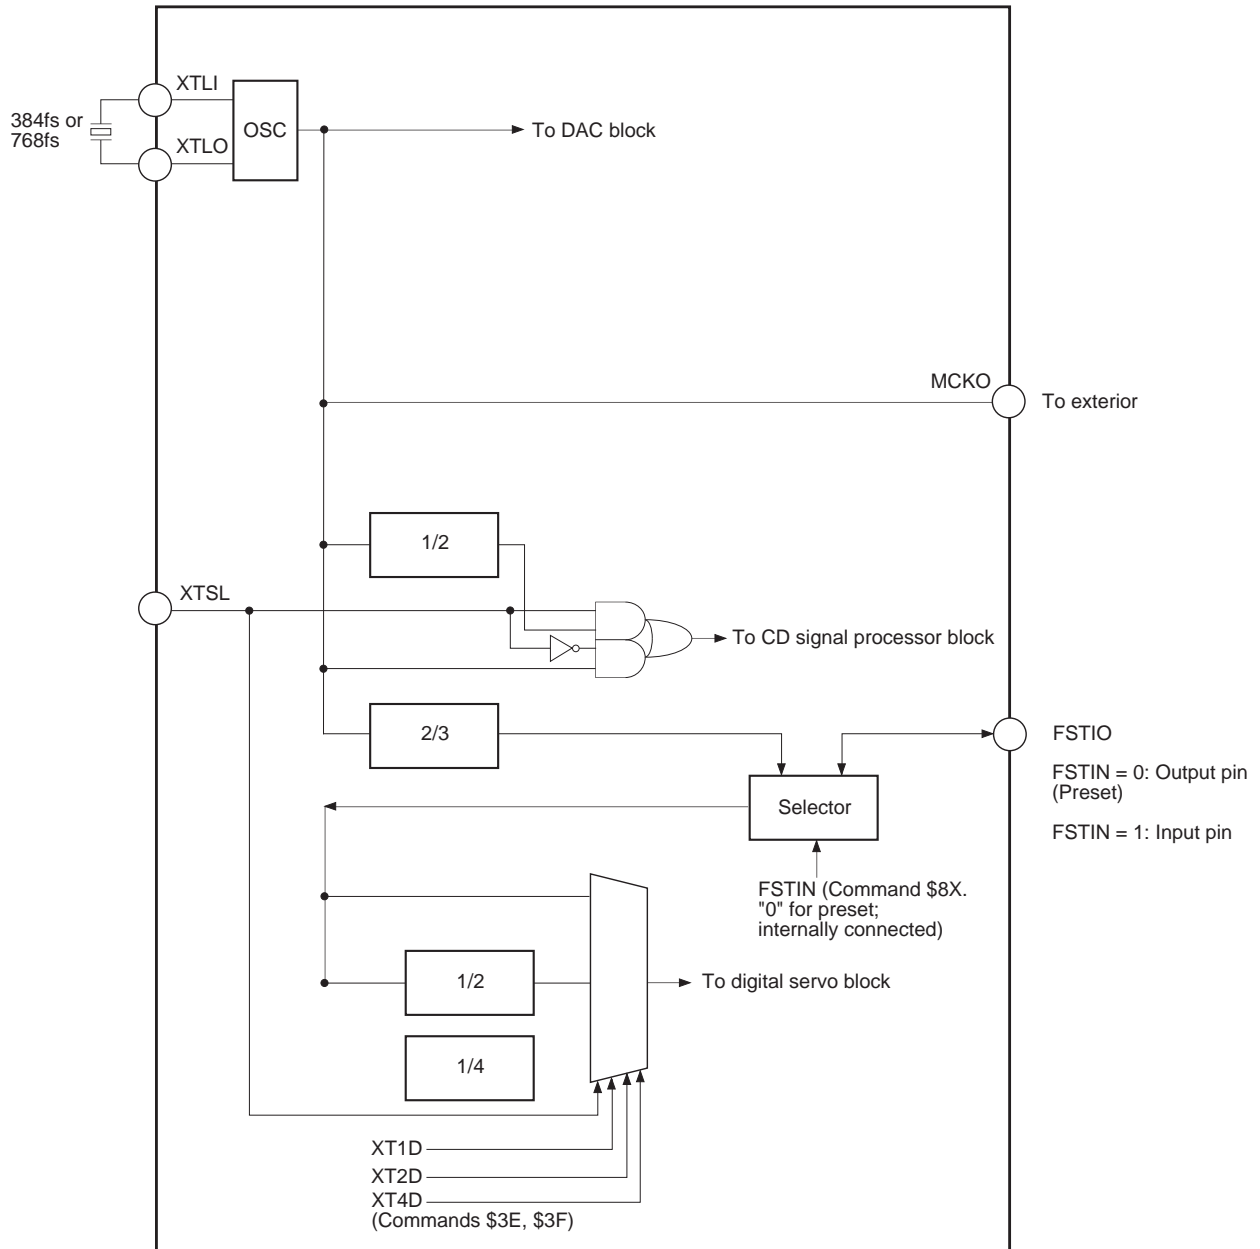 XTLI
384fs or
768fs
OSC
To DAC block
XTLO
MCKO
To exterior
1/2
XTSL
To CD signal processor block
2/3
FSTIO
FSTIN = 0: Output pin
(Preset)
FSTIN = 1: Input pin
Selector
FSTIN (Command $8X.
"0" for preset;
internally connected)
1/2
To digital servo block
1/4
XT1D
XT2D
XT4D
(Commands $3E, $3F)